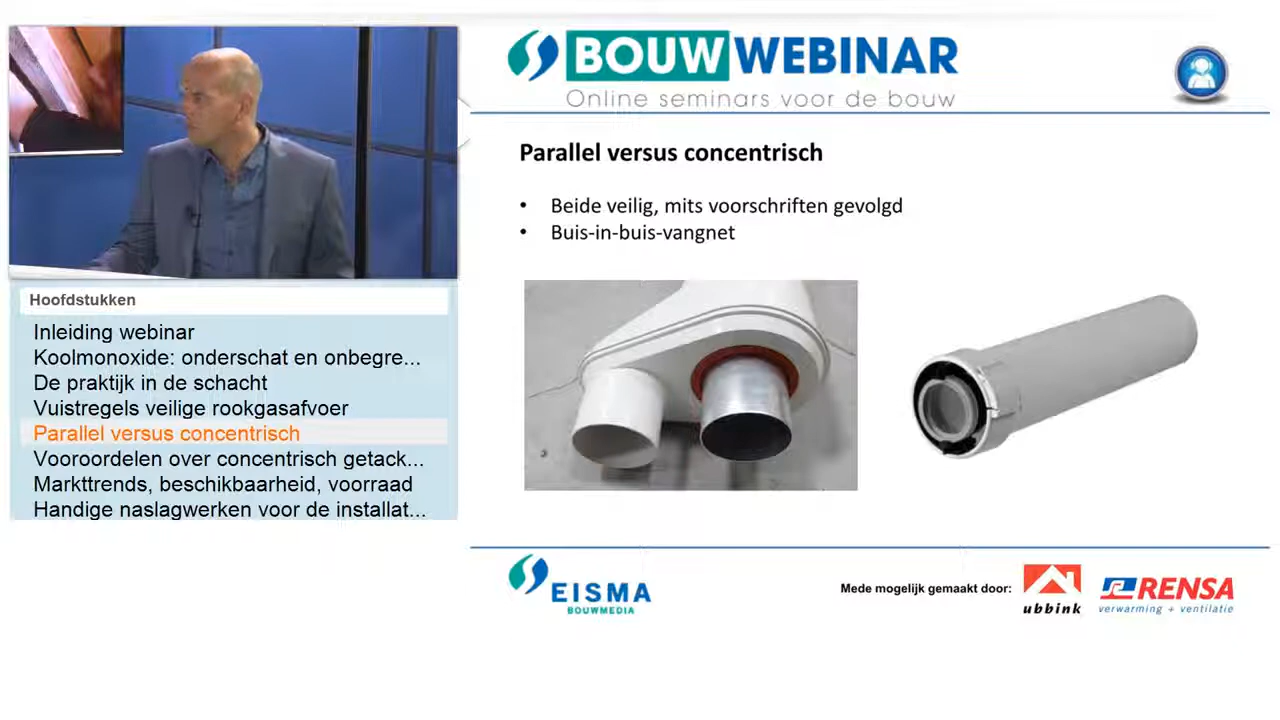 BOUW WEBINAR
Online seminars voor de bouw
Parallel versus concentrisch
• Beide veilig, mits voorschriften gevolgd
• Buis-in-buis-vangnet
Hoofdstukken
Inleiding webinar
Koolmonoxide: onderschat en onbegre...
De praktijk in de schacht
Vuistregels veilige rookgasafvoer
Parallel versus concentrisch
Vooroordelen over concentrisch getack...
Markttrends, beschikbaarheid, voorraad
Handige naslagwerken voor de installat...
EISMA
BOUWMEDIA
Mede mogelijk gemaakt door:
ubbink
RENSA
verwarming + ventilatie